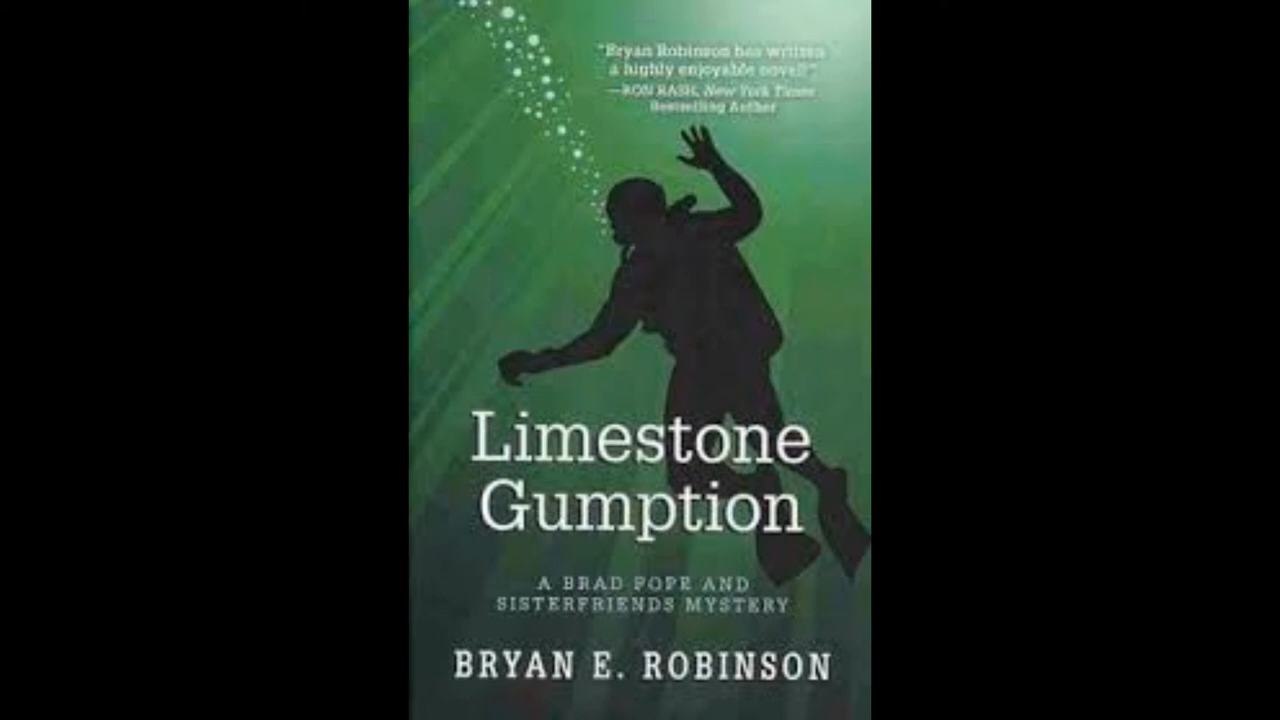 "Bryan Robinson has written
a highly enjoyable novel!"
—RON RASH, New York Times
Bestselling Author
Limestone
Gumption
A BRAD POPE AND
SISTERFRIENDS MYSTERY
BRYAN E. ROBINSON